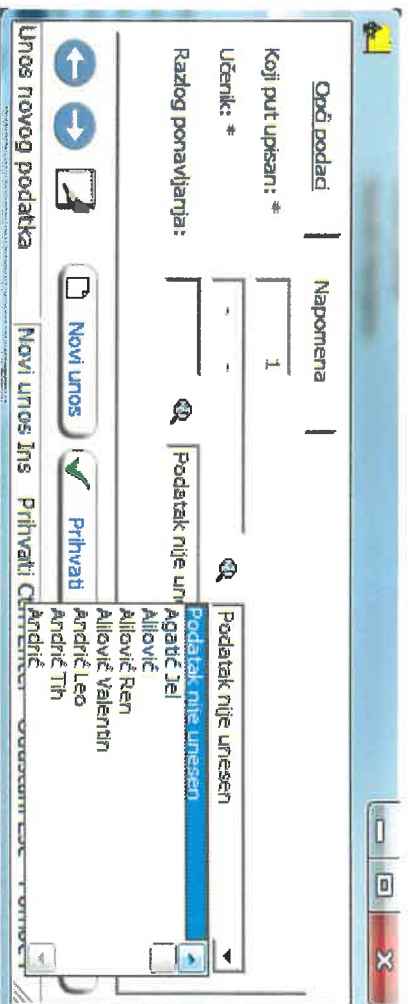 Opći podaci Napomena
Koji put upisan: * 1
Učenik: * - - Podatak nije unesen
Razlog ponavljanja: Podatak nije
Podatak nije unesen
Agatić Jel
Alilović
Alilović Ren
Alilović Valentin
Andrić Leo
Andrić Tih
Andrić
Novi unos Prihvati
Unos novog podatka Novi unos Ins Prihvati